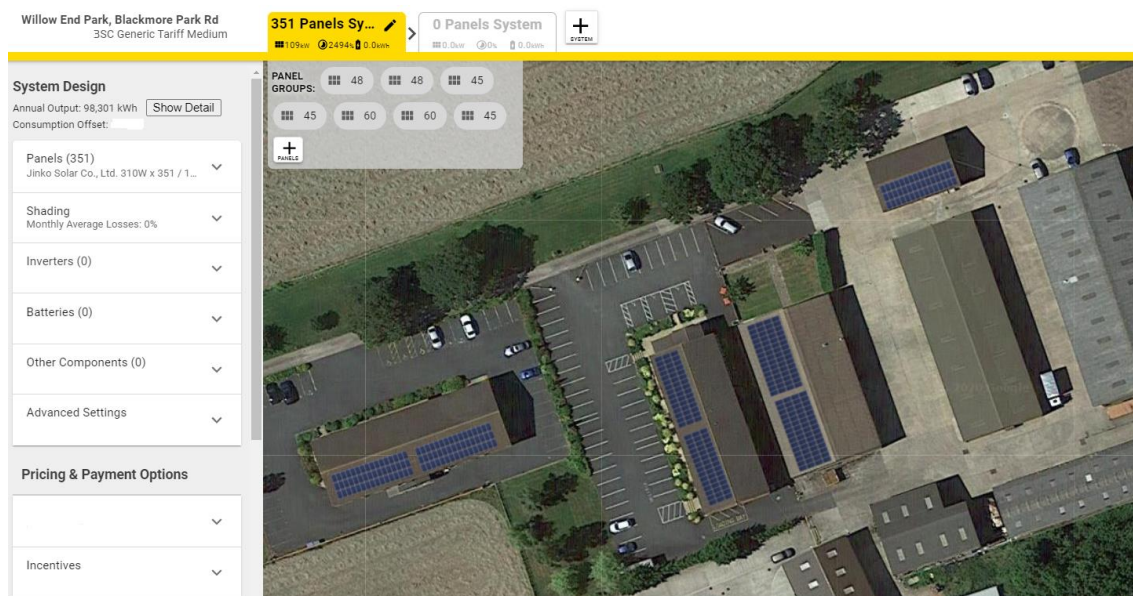 Willow End Park, Blackmore Park Rd
3SC Generic Tariff Medium
351 Panels Sy...
109kW 2494% 0.0kWh
0 Panels System
0.0kW 0% 0.0kWh
SYSTEM
System Design
Annual Output: 98,301 kWh Show Detail
Consumption Offset:
Panels (351)
Jinko Solar Co., Ltd. 310W x 351 / 1...
Shading
Monthly Average Losses: 0%
Inverters (0)
Batteries (0)
Other Components (0)
Advanced Settings
Pricing & Payment Options
Incentives
PANEL
GROUPS: 48 48 45
45 60 60 45
PANELS